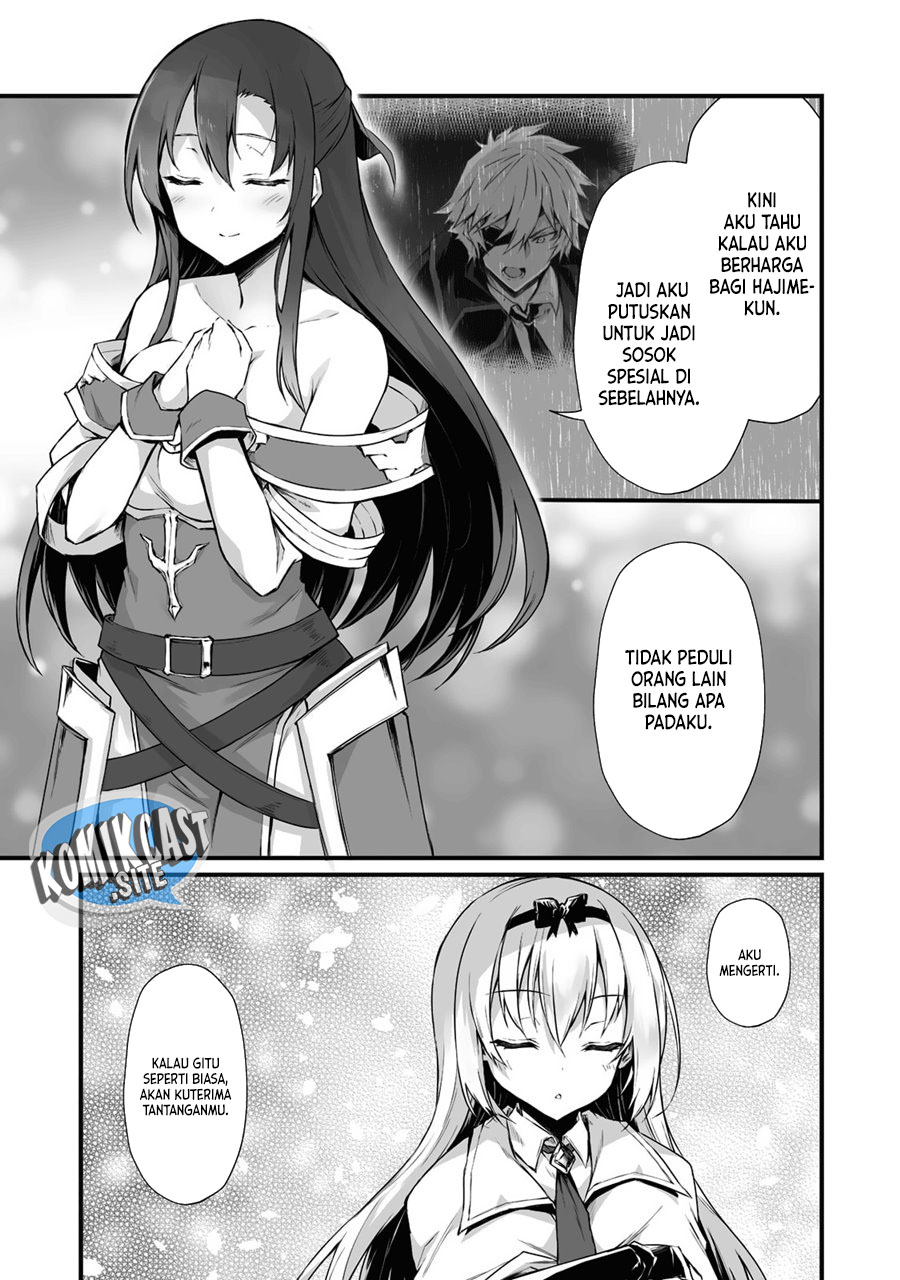 KINI
AKU TAHU
KALAU AKU
BERHARGA
BAGI HAJIME-
KUN.
JADI AKU
PUTUSKAN
UNTUK JADI
SOSOK
SPESIAL DI
SEBELAHNYA.
TIDAK PEDULI
ORANG LAIN
BILANG APA
PADAKU.
KOMIKCAST
.SITE
AKU
MENGERTI.
KALAU GITU
SEPERTI BIASA,
AKAN KUTERIMA
TANTANGANMU.